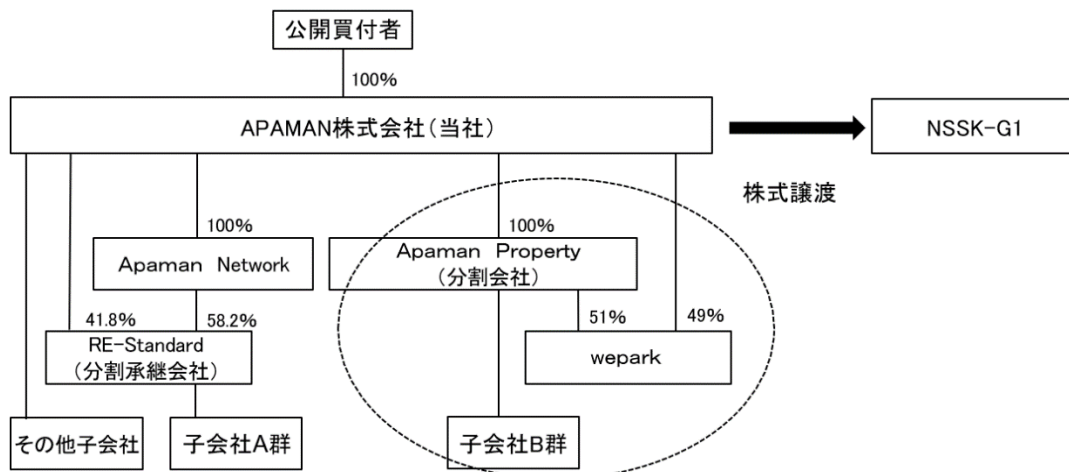 公開買付者
100%
APAMAN株式会社(当社)
NSSK-G1
株式譲渡
100%
Apaman Network
100%
Apaman Property
(分割会社)
41.8%
58.2%
RE-Standard
(分割承継会社)
51%
49%
wepark
その他子会社
子会社A群
子会社B群